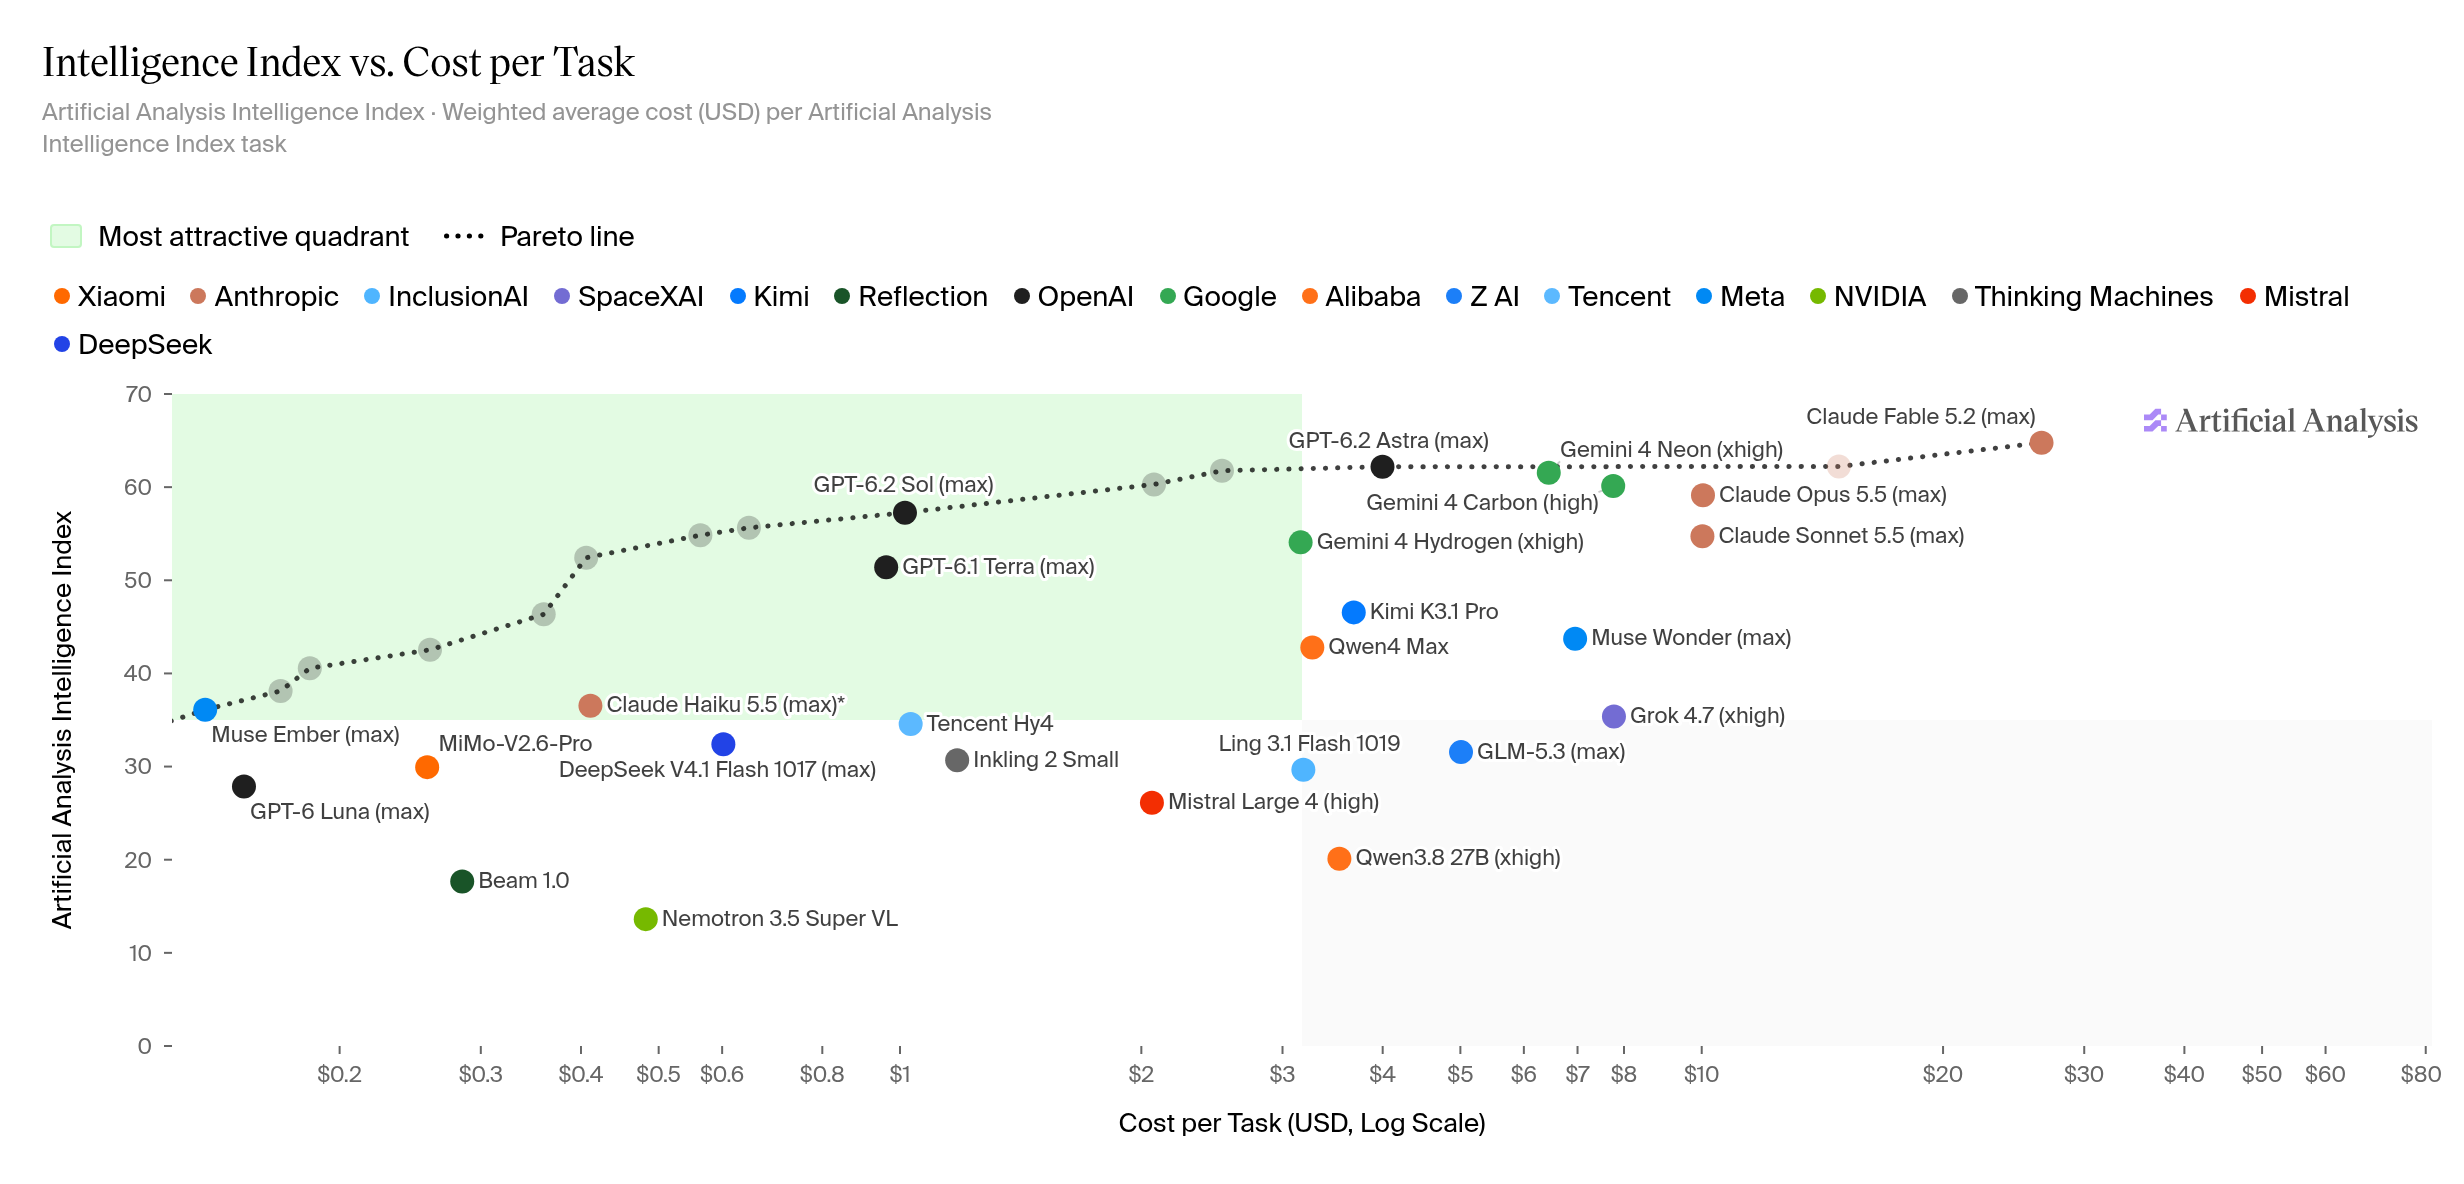 Intelligence Index vs. Cost per Task
Artificial Analysis Intelligence Index · Weighted average cost (USD) per Artificial Analysis
Intelligence Index task
Most attractive quadrant
Pareto line
Xiaomi
Anthropic
InclusionAI
SpaceXAI
Kimi
Reflection
OpenAI
Google
Alibaba
Z AI
Tencent
Meta
NVIDIA
Thinking Machines
Mistral
DeepSeek
Artificial Analysis Intelligence Index
70
60
50
40
30
20
10
0
Artificial Analysis
Claude Fable 5.2 (max)
GPT-6.2 Astra (max)
Gemini 4 Neon (xhigh)
GPT-6.2 Sol (max)
Gemini 4 Carbon (high)
Claude Opus 5.5 (max)
Claude Sonnet 5.5 (max)
Gemini 4 Hydrogen (xhigh)
GPT-6.1 Terra (max)
Kimi K3.1 Pro
Muse Wonder (max)
Qwen4 Max
Claude Haiku 5.5 (max)*
Grok 4.7 (xhigh)
Tencent Hy4
Muse Ember (max)
MiMo-V2.6-Pro
Ling 3.1 Flash 1019
GLM-5.3 (max)
Inkling 2 Small
DeepSeek V4.1 Flash 1017 (max)
Mistral Large 4 (high)
GPT-6 Luna (max)
Qwen3.8 27B (xhigh)
Beam 1.0
Nemotron 3.5 Super VL
$0.2
$0.3
$0.4
$0.5
$0.6
$0.8
$1
$2
$3
$4
$5
$6
$7
$8
$10
$20
$30
$40
$50
$60
$80
Cost per Task (USD, Log Scale)